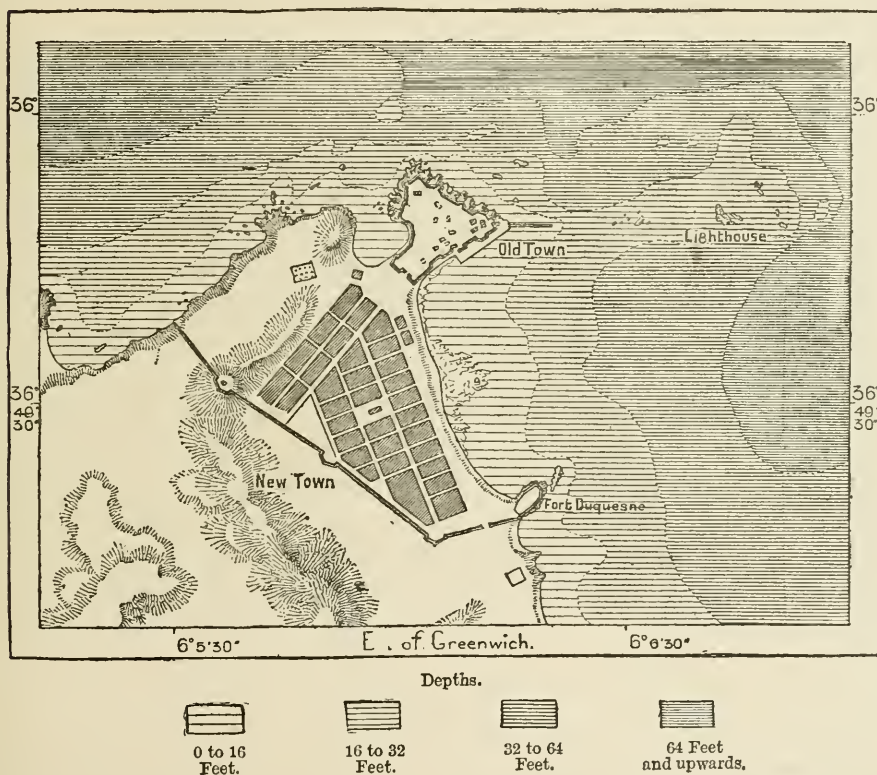 36°
36°
Lighthouse
Old Town
36°
49'
30"
36°
49'
30"
New Town
Fort Duquesne
6°5'30"
E. of Greenwich.
6°6'30"
Depths.
0 to 16
Feet.
16 to 32
Feet.
32 to 64
Feet.
64 Feet
and upwards.